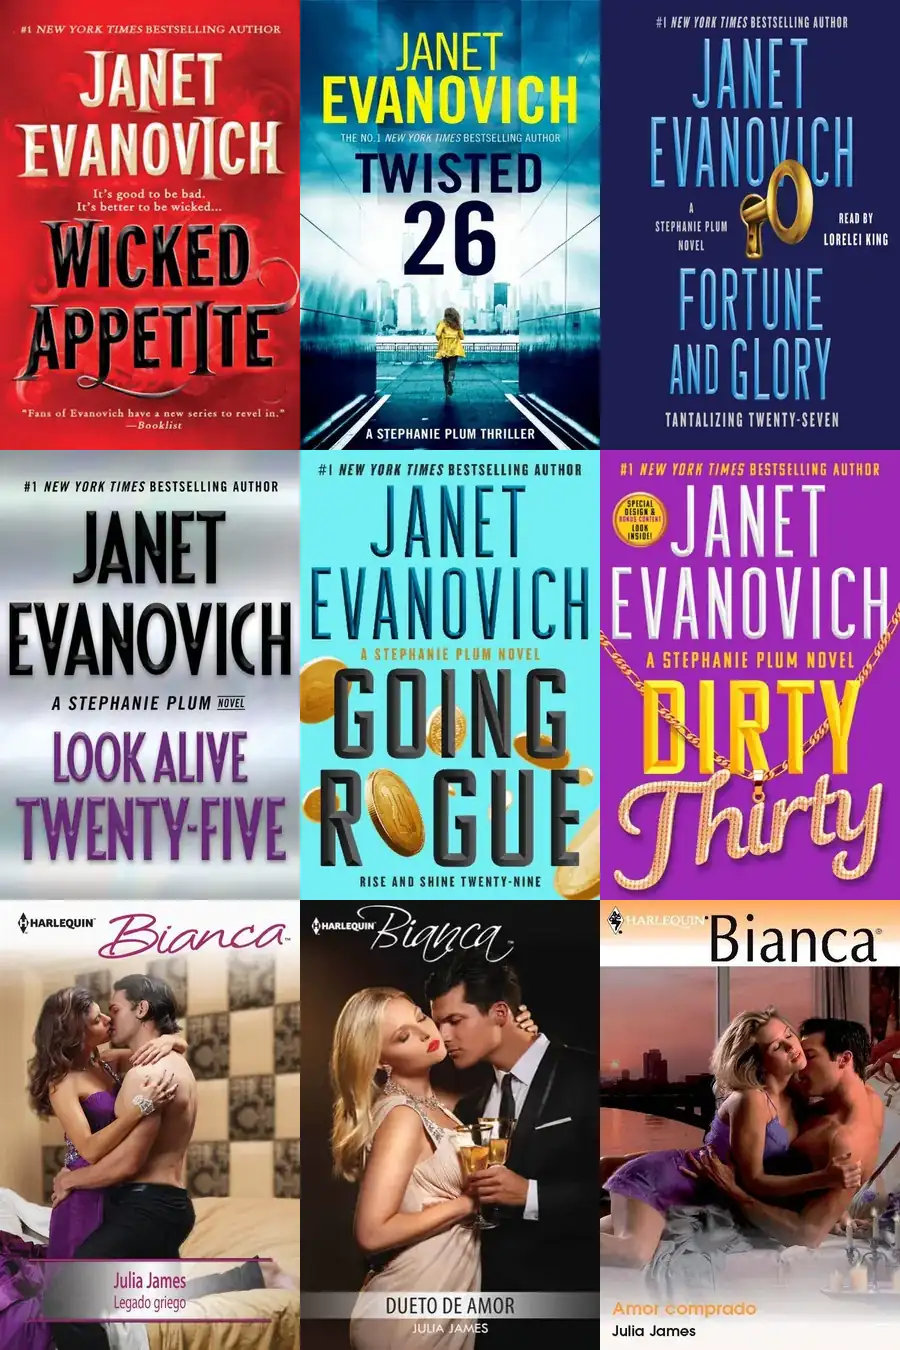 #1 NEW YORK TIMES BESTSELLING AUTHOR
JANET
EVANOVICH
It's good to be bad.
It's better to be wicked...
WICKED
APPETITE
"Fans of Evanovich have a new series to revel in."
—Booklist
JANET
EVANOVICH
THE NO.1 NEW YORK TIMES BESTSELLING AUTHOR
TWISTED
26
A STEPHANIE PLUM THRILLER
#1 NEW YORK TIMES BESTSELLING AUTHOR
JANET
EVANOVICH
A
STEPHANIE PLUM
NOVEL
READ BY
LORELEI KING
FORTUNE
AND GLORY
TANTALIZING TWENTY-SEVEN
#1 NEW YORK TIMES BESTSELLING AUTHOR
JANET
EVANOVICH
A STEPHANIE PLUM NOVEL
LOOK ALIVE
TWENTY-FIVE
#1 NEW YORK TIMES BESTSELLING AUTHOR
JANET
EVANOVICH
A STEPHANIE PLUM NOVEL
GOING
ROGUE
RISE AND SHINE TWENTY-NINE
#1 NEW YORK TIMES BESTSELLING AUTHOR
SPECIAL
DESIGN &
BONUS CONTENT
LOOK
INSIDE!
JANET
EVANOVICH
A STEPHANIE PLUM NOVEL
DIRTY
Thirty
HARLEQUIN™ Bianca™
Julia James
Legado griego
HARLEQUIN™ Bianca™
DUETO DE AMOR
JULIA JAMES
HARLEQUIN® Bianca®
Amor comprado
Julia James